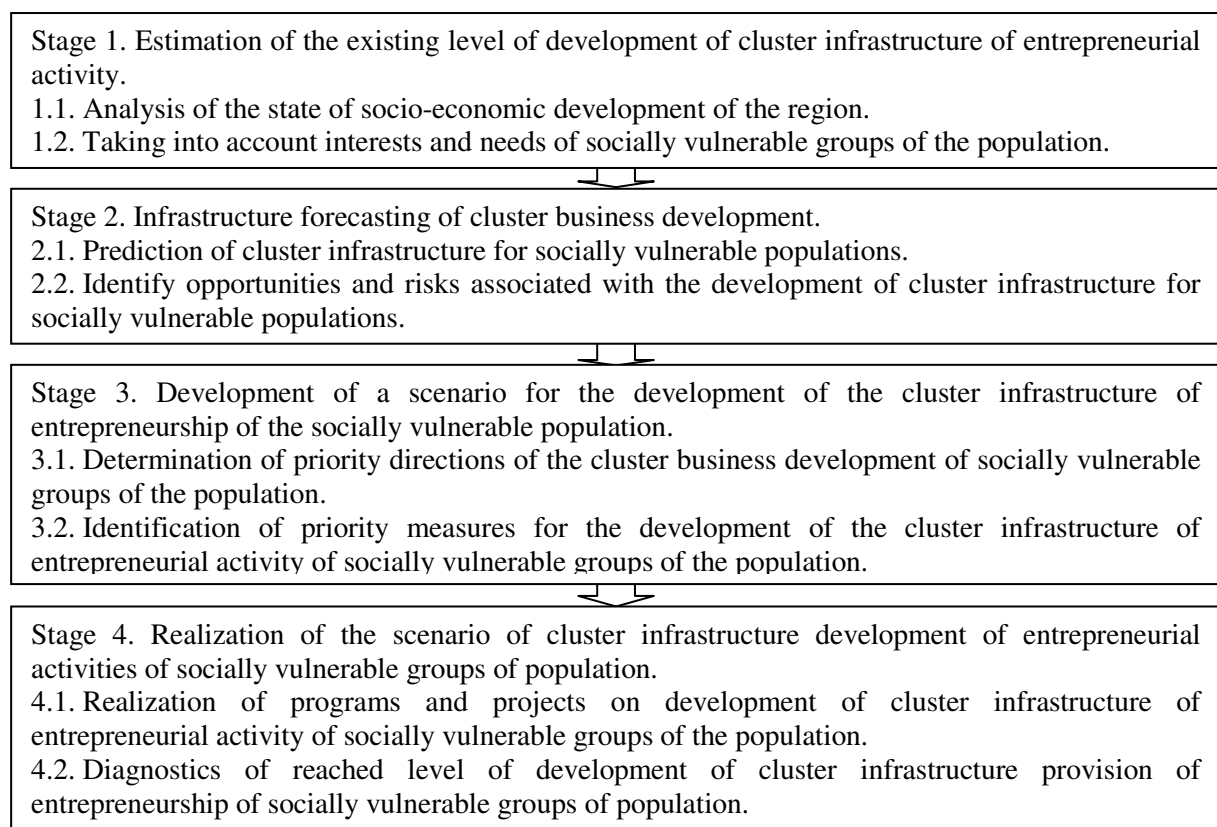 Stage 1. Estimation of the existing level of development of cluster infrastructure of entrepreneurial
activity.
1.1. Analysis of the state of socio-economic development of the region.
1.2. Taking into account interests and needs of socially vulnerable groups of the population.
Stage 2. Infrastructure forecasting of cluster business development.
2.1. Prediction of cluster infrastructure for socially vulnerable populations.
2.2. Identify opportunities and risks associated with the development of cluster infrastructure for
socially vulnerable populations.
Stage 3. Development of a scenario for the development of the cluster infrastructure of
entrepreneurship of the socially vulnerable population.
3.1. Determination of priority directions of the cluster business development of socially vulnerable
groups of the population.
3.2. Identification of priority measures for the development of the cluster infrastructure of
entrepreneurial activity of socially vulnerable groups of the population.
Stage 4. Realization of the scenario of cluster infrastructure development of entrepreneurial
activities of socially vulnerable groups of population.
4.1. Realization of programs and projects on development of cluster infrastructure of
entrepreneurial activity of socially vulnerable groups of the population.
4.2. Diagnostics of reached level of development of cluster infrastructure provision of
entrepreneurship of socially vulnerable groups of population.